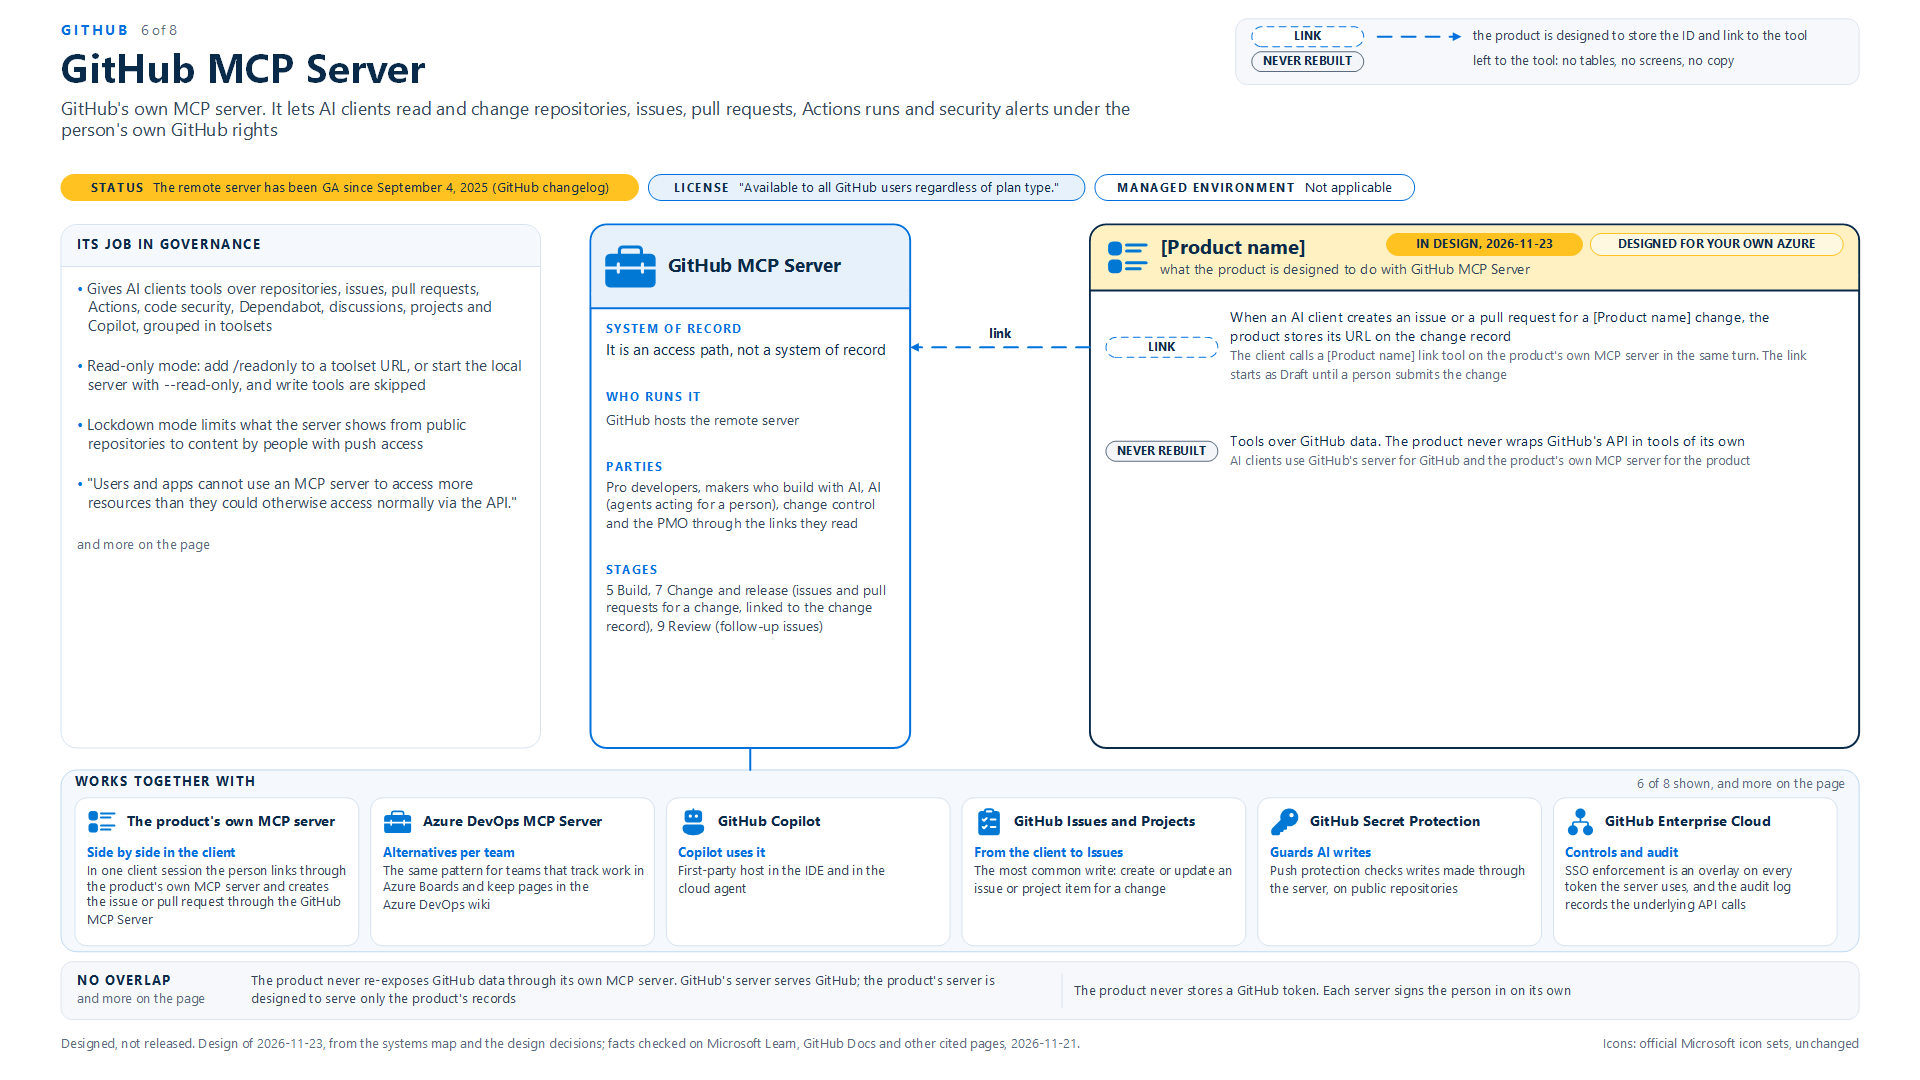 GITHUB 6 of 8
GitHub MCP Server
GitHub's own MCP server. It lets AI clients read and change repositories, issues, pull requests, Actions runs and security alerts under the
person's own GitHub rights
LINK the product is designed to store the ID and link to the tool
NEVER REBUILT left to the tool: no tables, no screens, no copy
STATUS The remote server has been GA since September 4, 2025 (GitHub changelog)
LICENSE "Available to all GitHub users regardless of plan type."
MANAGED ENVIRONMENT Not applicable
ITS JOB IN GOVERNANCE
• Gives AI clients tools over repositories, issues, pull requests,
Actions, code security, Dependabot, discussions, projects and
Copilot, grouped in toolsets
• Read-only mode: add /readonly to a toolset URL, or start the local
server with --read-only, and write tools are skipped
• Lockdown mode limits what the server shows from public
repositories to content by people with push access
• "Users and apps cannot use an MCP server to access more
resources than they could otherwise access normally via the API."
and more on the page
GitHub MCP Server
SYSTEM OF RECORD
It is an access path, not a system of record
WHO RUNS IT
GitHub hosts the remote server
PARTIES
Pro developers, makers who build with AI, AI
(agents acting for a person), change control
and the PMO through the links they read
STAGES
5 Build, 7 Change and release (issues and pull
requests for a change, linked to the change
record), 9 Review (follow-up issues)
link
[Product name]
IN DESIGN, 2026-11-23
DESIGNED FOR YOUR OWN AZURE
what the product is designed to do with GitHub MCP Server
LINK
When an AI client creates an issue or a pull request for a [Product name] change, the
product stores its URL on the change record
The client calls a [Product name] link tool on the product's own MCP server in the same turn. The link
starts as Draft until a person submits the change
NEVER REBUILT
Tools over GitHub data. The product never wraps GitHub's API in tools of its own
AI clients use GitHub's server for GitHub and the product's own MCP server for the product
WORKS TOGETHER WITH
6 of 8 shown, and more on the page
The product's own MCP server
Side by side in the client
In one client session the person links through
the product's own MCP server and creates
the issue or pull request through the GitHub
MCP Server
Azure DevOps MCP Server
Alternatives per team
The same pattern for teams that track work in
Azure Boards and keep pages in the
Azure DevOps wiki
GitHub Copilot
Copilot uses it
First-party host in the IDE and in the
cloud agent
GitHub Issues and Projects
From the client to Issues
The most common write: create or update an
issue or project item for a change
GitHub Secret Protection
Guards AI writes
Push protection checks writes made through
the server, on public repositories
GitHub Enterprise Cloud
Controls and audit
SSO enforcement is an overlay on every
token the server uses, and the audit log
records the underlying API calls
NO OVERLAP
and more on the page
The product never re-exposes GitHub data through its own MCP server. GitHub's server serves GitHub; the product's server is
designed to serve only the product's records
The product never stores a GitHub token. Each server signs the person in on its own
Designed, not released. Design of 2026-11-23, from the systems map and the design decisions; facts checked on Microsoft Learn, GitHub Docs and other cited pages, 2026-11-21.
Icons: official Microsoft icon sets, unchanged